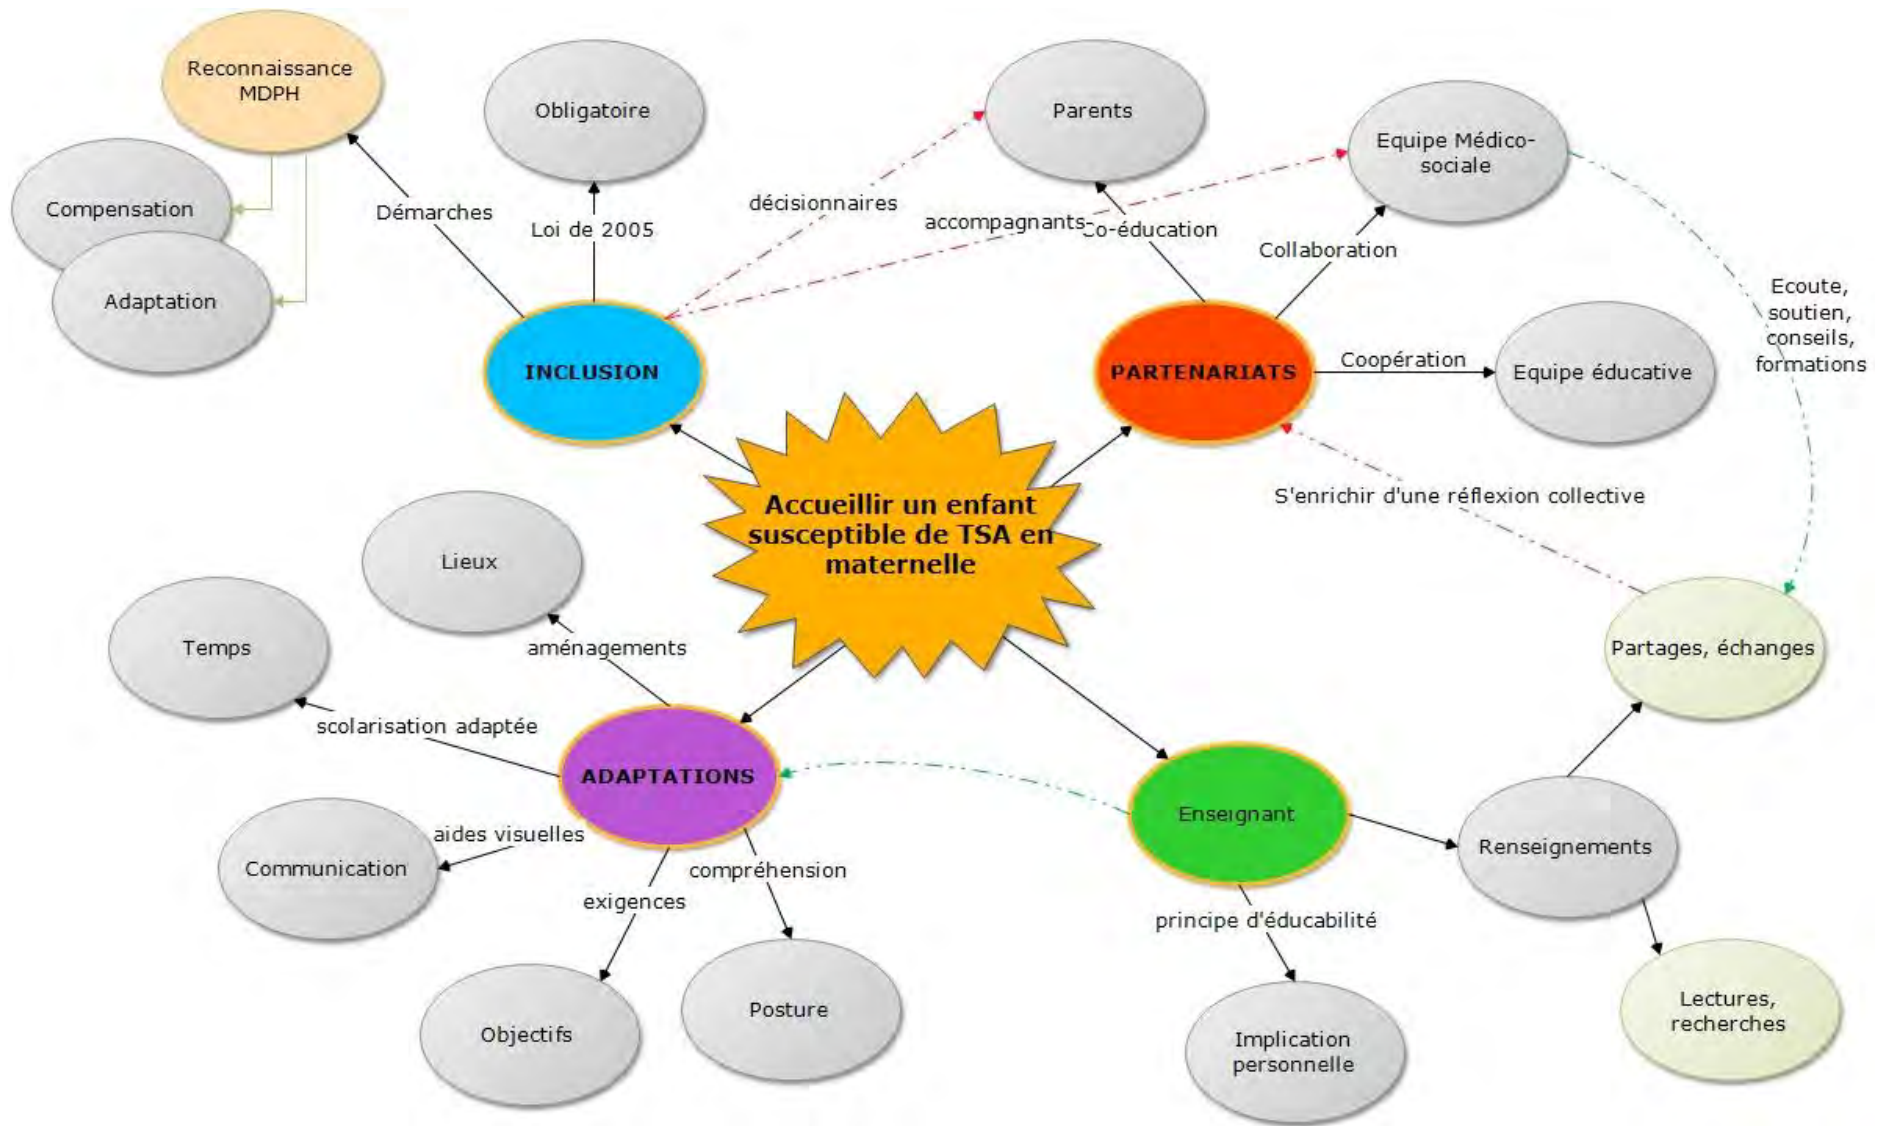 Reconnaissance
MDPH
Obligatoire
Parents
Equipe Médico-
sociale
Compensation
Démarches
Loi de 2005
décisionnaires
accompagnants
Co-éducation
Collaboration
Adaptation
Ecoute,
soutien,
conseils,
formations
INCLUSION
PARTENARIATS
Coopération
Equipe éducative
Accueillir un enfant
susceptible de TSA en
maternelle
S'enrichir d'une réflexion collective
Lieux
Temps
aménagements
Partages, échanges
scolarisation adaptée
ADAPTATIONS
Enseignant
Renseignements
aides visuelles
Communication
compréhension
exigences
principe d'éducabilité
Objectifs
Posture
Implication
personnelle
Lectures,
recherches